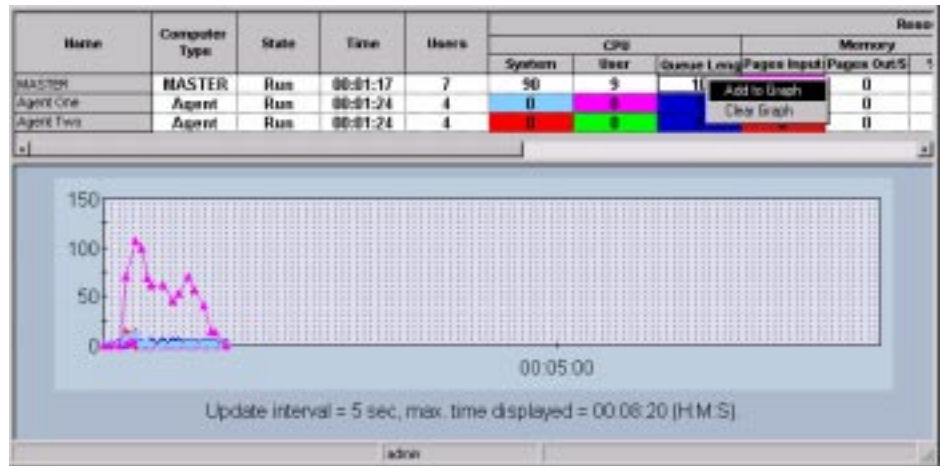 Name Computer Type State Time Users Resou
CPU Memory
System User Queue Leng Pages Input/ Pages Out/S
MASTER MASTER Run 00:01:17 7 90 9 10 0
Agent One Agent Run 00:01:24 4 0 0 0
Agent Two Agent Run 00:01:24 4 0 0 0 0
Add to Graph
Clear Graph
150
100
50
0
00:05:00
Update interval = 5 sec, max. time displayed = 00:08:20 (H:M:S).
admin